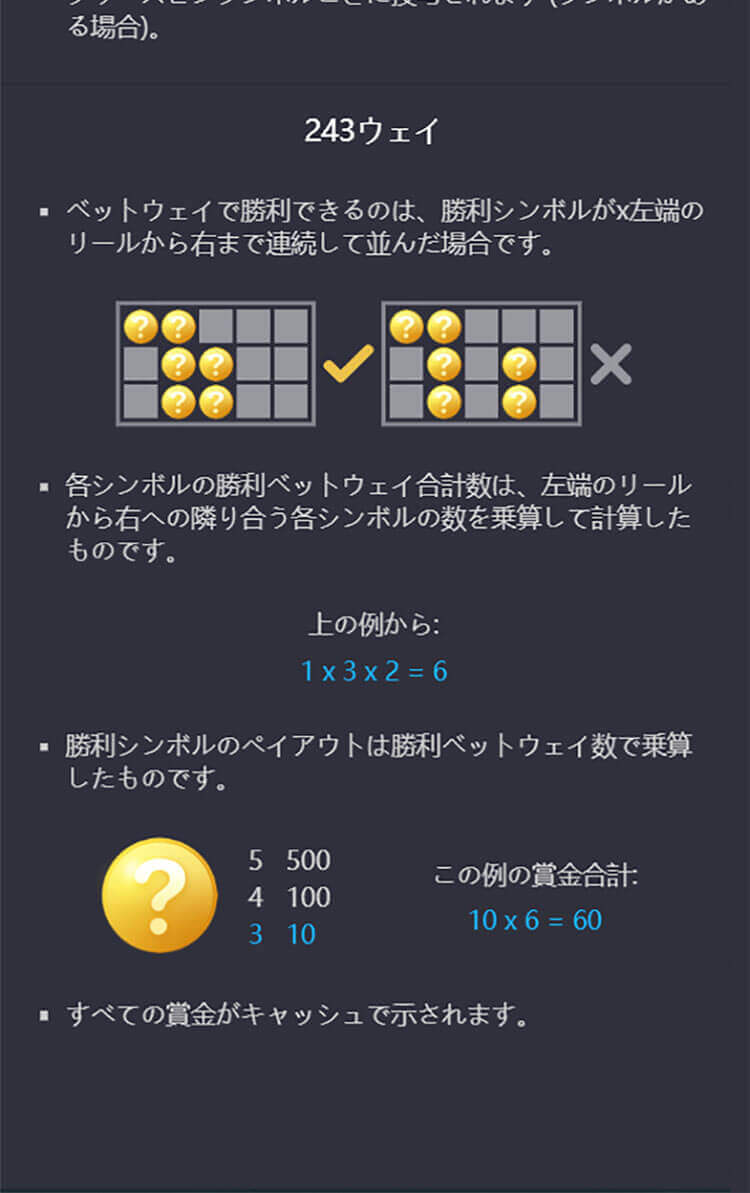 る場合)。
243ウェイ
▪ ベットウェイで勝利できるのは、勝利シンボルがx左端の
リールから右まで連続して並んだ場合です。
? ? ? ? ? ? ? ? ? ? ? ?
▪ 各シンボルの勝利ベットウェイ合計数は、左端のリール
から右への隣り合う各シンボルの数を乗算して計算した
ものです。
上の例から:
1 x 3 x 2 = 6
▪ 勝利シンボルのペイアウトは勝利ベットウェイ数で乗算
したものです。
?
5 500
4 100
3 10
この例の賞金合計:
10 x 6 = 60
▪ すべての賞金がキャッシュで示されます。